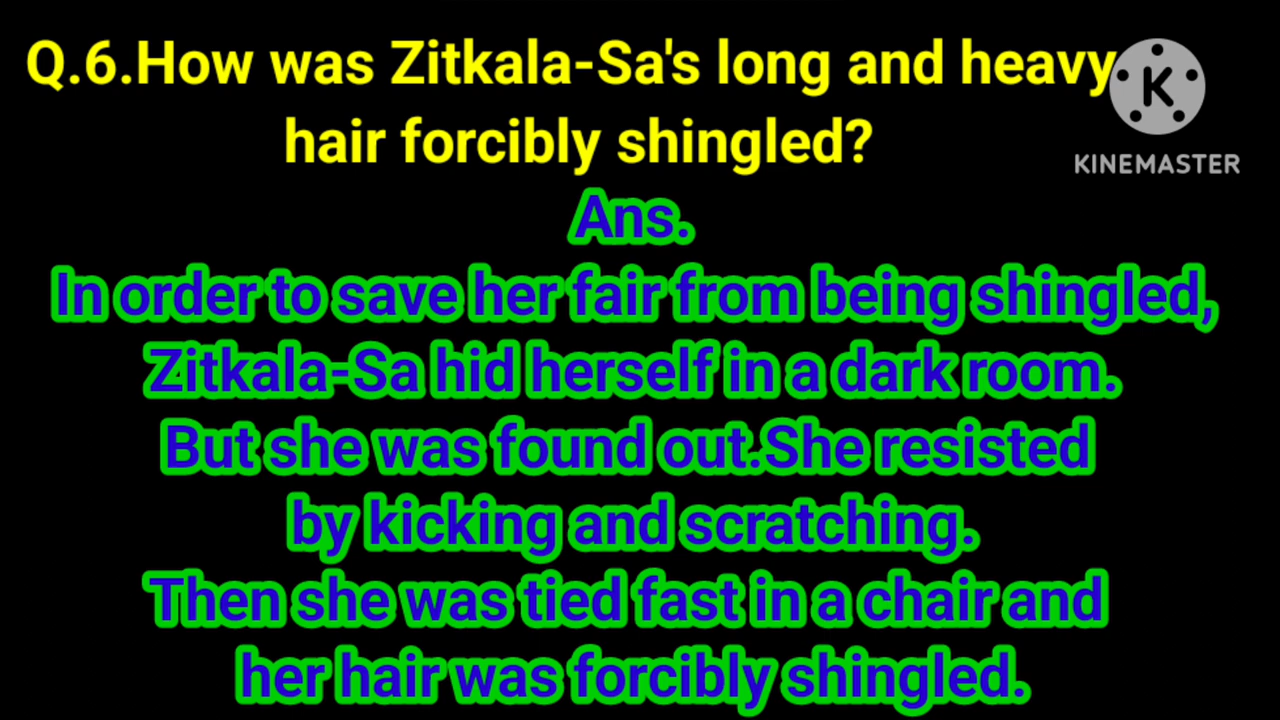 Q.6.How was Zitkala-Sa's long and heavy
hair forcibly shingled?
KINEMASTER
Ans.
In order to save her fair from being shingled,
Zitkala-Sa hid herself in a dark room.
But she was found out.She resisted
by kicking and scratching.
Then she was tied fast in a chair and
her hair was forcibly shingled.